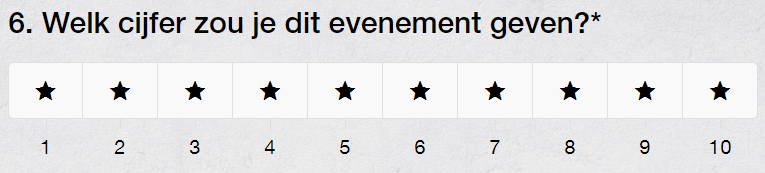 6. Welk cijfer zou je dit evenement geven?*
1 2 3 4 5 6 7 8 9 10